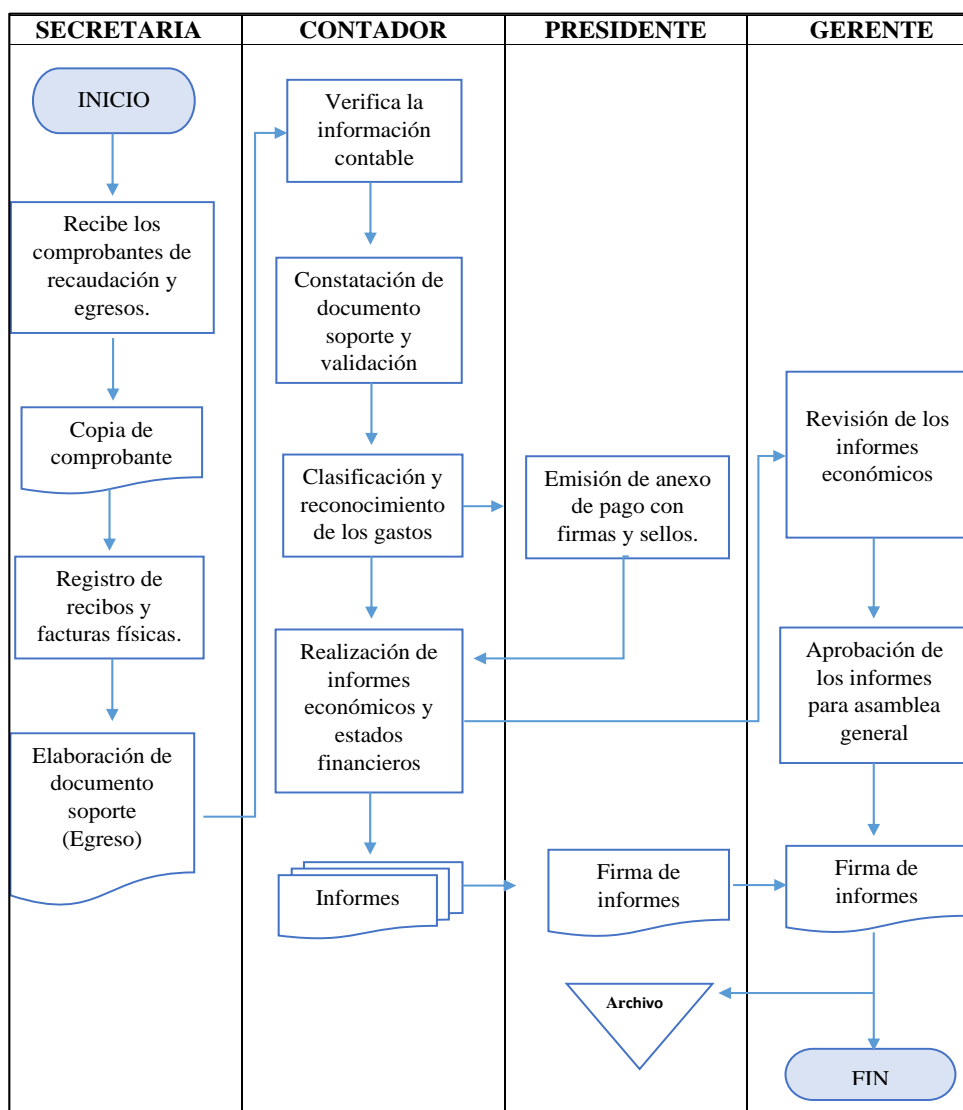 SECRETARIA
CONTADOR
PRESIDENTE
GERENTE
INICIO
Recibe los
comprobantes de
recaudación y
egresos.
Copia de
comprobante
Registro de
recibos y
facturas físicas.
Elaboración de
documento
soporte
(Egreso)
Verifica la
información
contable
Constatación de
documento
soporte y
validación
Clasificación y
reconocimiento
de los gastos
Realización de
informes
económicos y
estados
financieros
Informes
Emisión de anexo
de pago con
firmas y sellos.
Firma de
informes
Archivo
Revisión de los
informes
económicos
Aprobación de
los informes
para asamblea
general
Firma de
informes
FIN